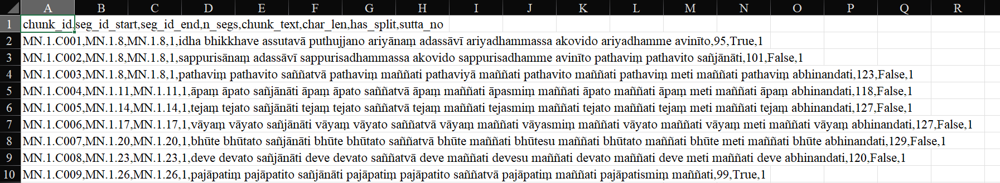 A B C D E F G H I J K L M N O P Q R
1 chunk_id,seg_id_start,seg_id_end,n_segs,chunk_text,char_len,has_split,sutta_no
2 MN.1.C001,MN.1.8,MN.1.8,1,idha bhikkhave assutavā puthujjano ariyānaṃ adassāvī ariyadhammassa akovido ariyadhamme avinīto,95,True,1
3 MN.1.C002,MN.1.8,MN.1.8,1,sappurisānaṃ adassāvī sappurisadhammassa akovido sappurisadhamme avinīto pathaviṃ pathavito sañjānāti,101,False,1
4 MN.1.C003,MN.1.8,MN.1.8,1,pathaviṃ pathavito saññatvā pathaviṃ maññati pathaviyā maññati pathavito maññati pathaviṃ meti maññati pathaviṃ abhinandati,123,False,1
5 MN.1.C004,MN.1.11,MN.1.11,1,āpaṃ āpato sañjānāti āpaṃ āpato saññatvā āpaṃ maññati āpasmiṃ maññati āpato maññati āpaṃ meti maññati āpaṃ abhinandati,118,False,1
6 MN.1.C005,MN.1.14,MN.1.14,1,tejaṃ tejato sañjānāti tejaṃ tejato saññatvā tejaṃ maññati tejasmiṃ maññati tejato maññati tejaṃ meti maññati tejaṃ abhinandati,127,False,1
7 MN.1.C006,MN.1.17,MN.1.17,1,vāyaṃ vāyato sañjānāti vāyaṃ vāyato saññatvā vāyaṃ maññati vāyasmiṃ maññati vāyato maññati vāyaṃ meti maññati vāyaṃ abhinandati,127,False,1
8 MN.1.C007,MN.1.20,MN.1.20,1,bhūte bhūtato sañjānāti bhūte bhūtato saññatvā bhūte maññati bhūtesu maññati bhūtato maññati bhūte meti maññati bhūte abhinandati,129,False,1
9 MN.1.C008,MN.1.23,MN.1.23,1,deve devato sañjānāti deve devato saññatvā deve maññati devesu maññati devato maññati deve meti maññati deve abhinandati,120,False,1
10 MN.1.C009,MN.1.26,MN.1.26,1,pajāpatiṃ pajāpatito sañjānāti pajāpatiṃ pajāpatito saññatvā pajāpatiṃ maññati pajāpatismiṃ maññati,99,True,1